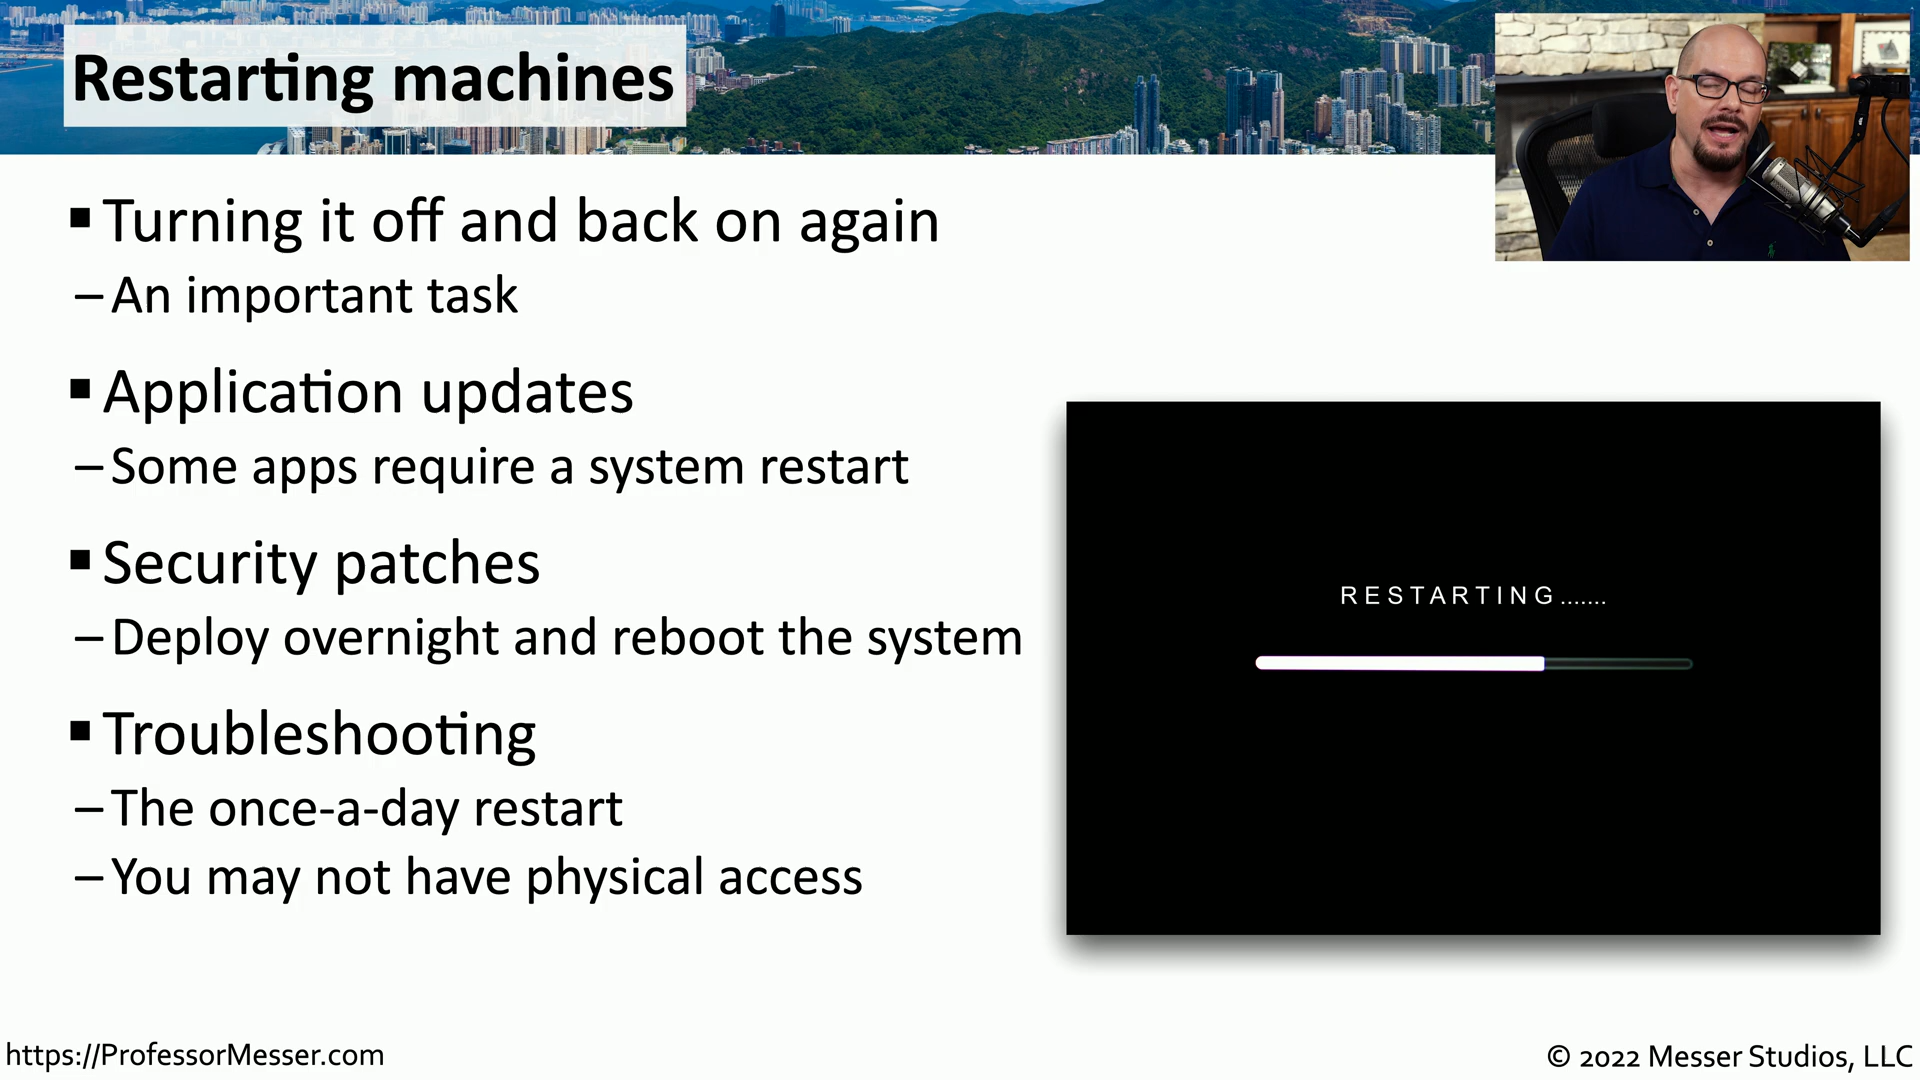 Restarting machines
▪ Turning it off and back on again
– An important task
▪ Application updates
– Some apps require a system restart
▪ Security patches
– Deploy overnight and reboot the system
▪ Troubleshooting
– The once-a-day restart
– You may not have physical access
RESTARTING.......
https://ProfessorMesser.com
© 2022 Messer Studios, LLC